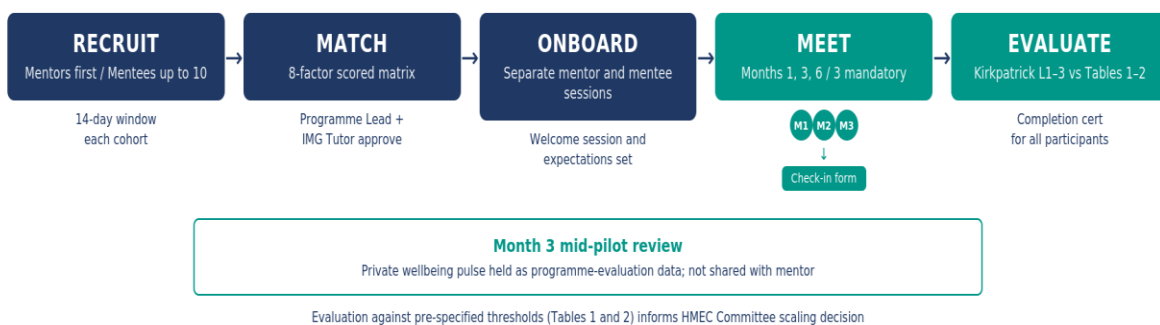 RECRUIT
Mentors first / Mentees up to 10
14-day window
each cohort
→
MATCH
8-factor scored matrix
Programme Lead +
IMG Tutor approve
→
ONBOARD
Separate mentor and mentee
sessions
Welcome session and
expectations set
→
MEET
Months 1, 3, 6 / 3 mandatory
M1 M2 M3
↓
Check-in form
→
EVALUATE
Kirkpatrick L1–3 vs Tables 1–2
Completion cert
for all participants
Month 3 mid-pilot review
Private wellbeing pulse held as programme-evaluation data; not shared with mentor
Evaluation against pre-specified thresholds (Tables 1 and 2) informs HMEC Committee scaling decision